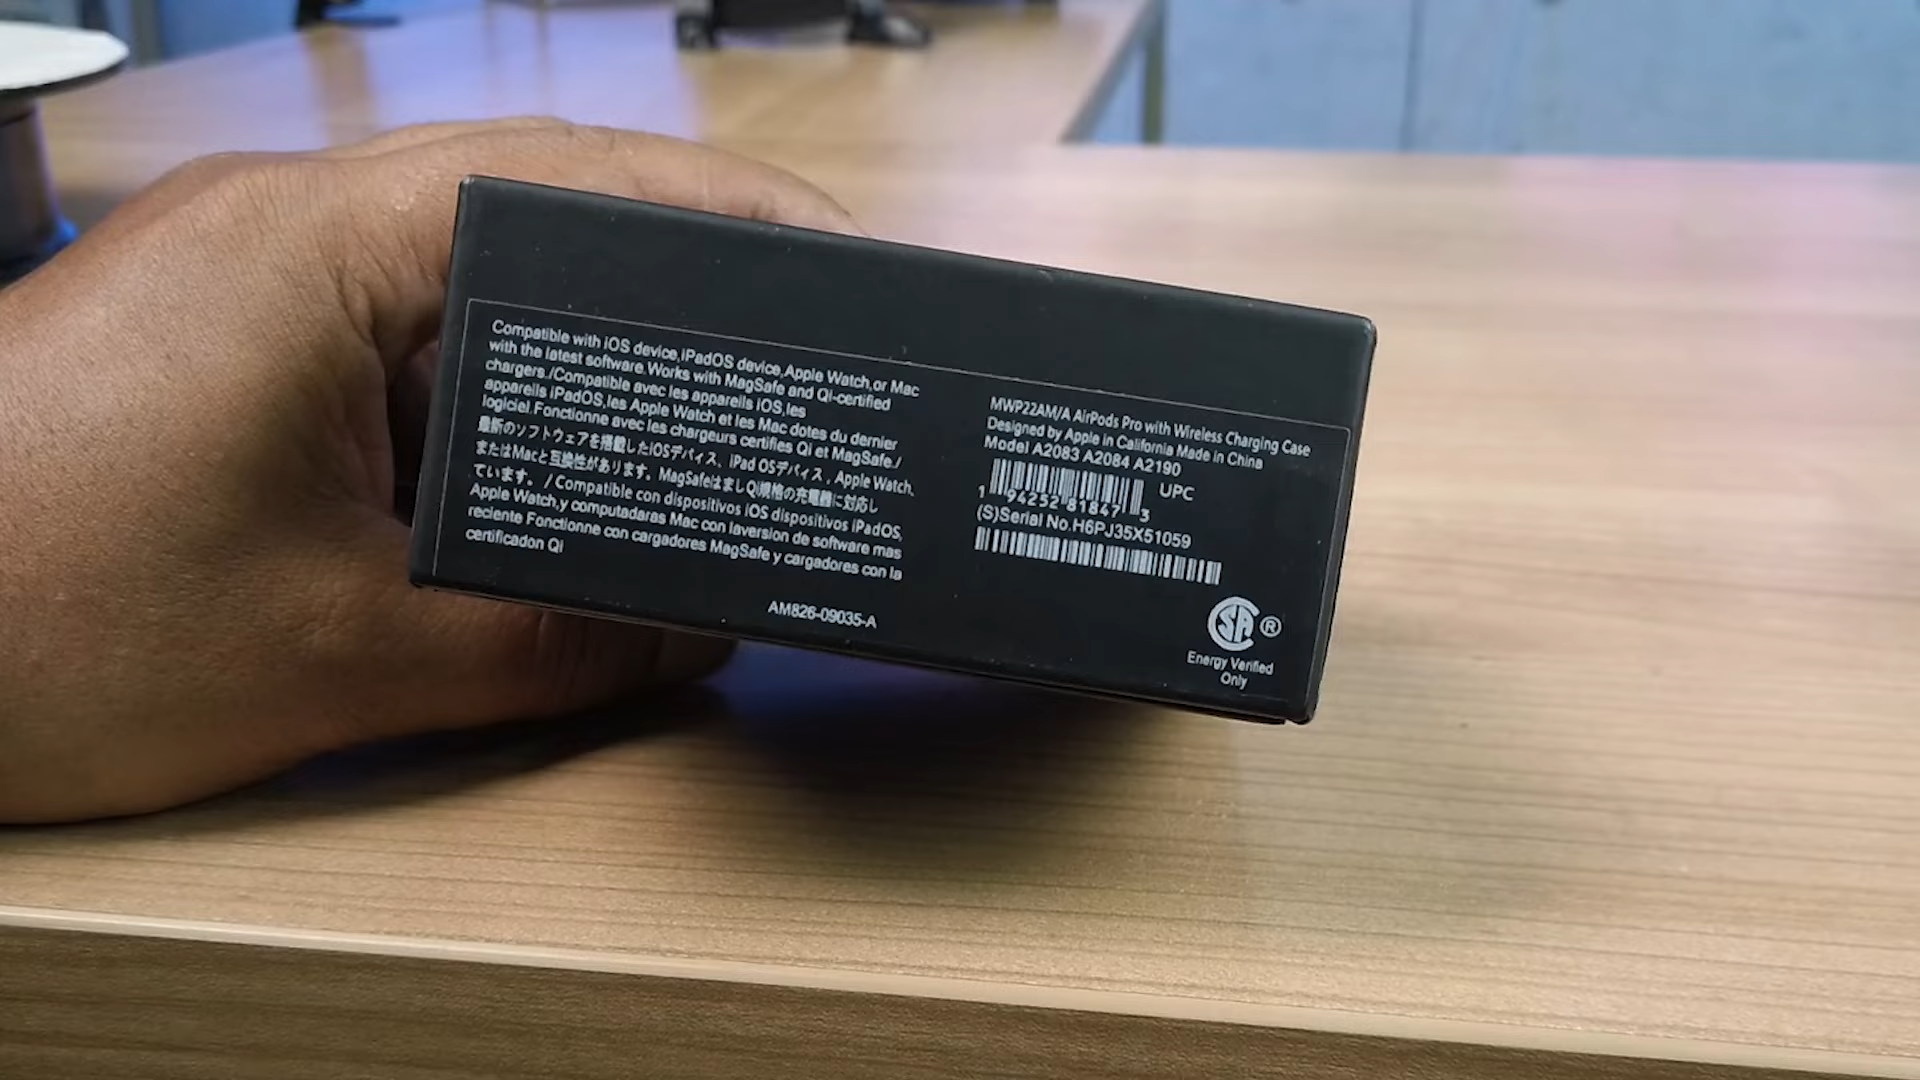 Compatible with iOS device,iPadOS device,Apple Watch,or Mac
with the latest software.Works with MagSafe and Qi-certified
chargers./Compatible avec les appareils iOS,les
appareils iPadOS,les Apple Watch et les Mac dotes du dernier
logiciel.Fonctionne avec les chargeurs certifies Qi et MagSafe./
最新のソフトウェアを搭載したiOSデバイス、iPad OSデバイス，Apple Watch,
またはMacと互換性があります。MagSafeはましQi規格の充電器に対応し
ています。/Compatible con dispositivos iOS dispositivos iPadOS,
Apple Watch,y computadaras Mac con laversion de software mas
reciente Fonctionne con cargadores MagSafe y cargadores con la
certificadon Qi
AM826-09035-A
MWP22AM/A AirPods Pro with Wireless Charging Case
Designed by Apple in California Made in China
Model A2083 A2084 A2190
UPC
1 94252 81847 3
(S)Serial No.H6PJ35X51059
SA ®
Energy Verified
Only